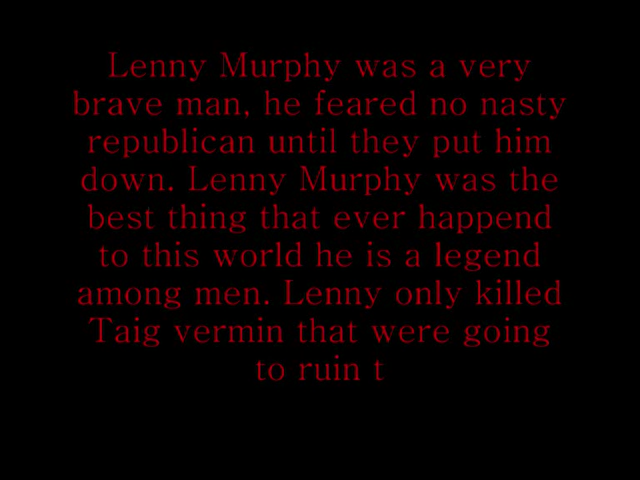 Lenny Murphy was a very
brave man, he feared no nasty
republican until they put him
down. Lenny Murphy was the
best thing that ever happend
to this world he is a legend
among men. Lenny only killed
Taig vermin that were going
to ruin t